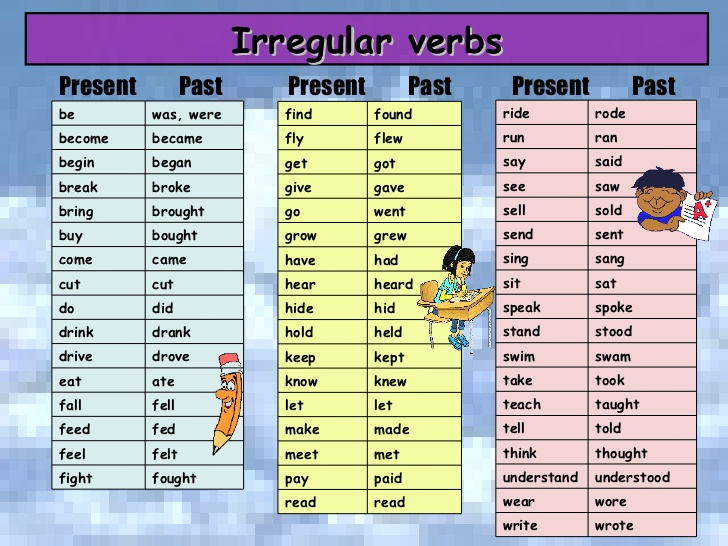 Irregular verbs
Present Past
be was, were
become became
begin began
break broke
bring brought
buy bought
come came
cut cut
do did
drink drank
drive drove
eat ate
fall fell
feed fed
feel felt
fight fought
Present Past
find found
fly flew
get got
give gave
go went
grow grew
have had
hear heard
hide hid
hold held
keep kept
know knew
let let
make made
meet met
pay paid
read read
Present Past
ride rode
run ran
say said
see saw
sell sold
send sent
sing sang
sit sat
speak spoke
stand stood
swim swam
take took
teach taught
tell told
think thought
understand understood
wear wore
write wrote
A+